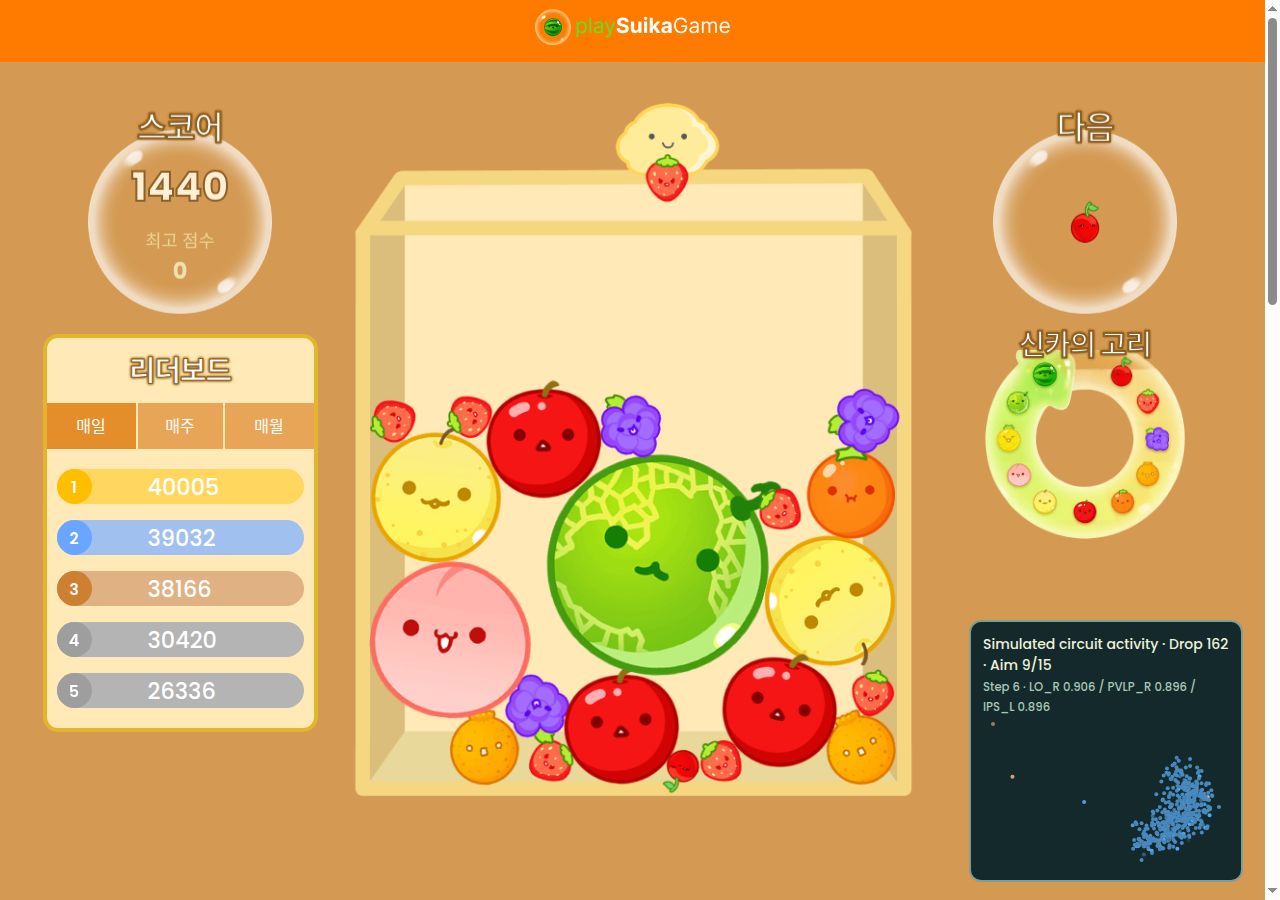 playSuikaGame
스코어
1440
최고 점수
0
다음
신카의 고리
리더보드
매일 매주 매월
1 40005
2 39032
3 38166
4 30420
5 26336
Simulated circuit activity · Drop 162
· Aim 9/15
Step 6 · LO_R 0.906 / PVLP_R 0.896 /
IPS_L 0.896